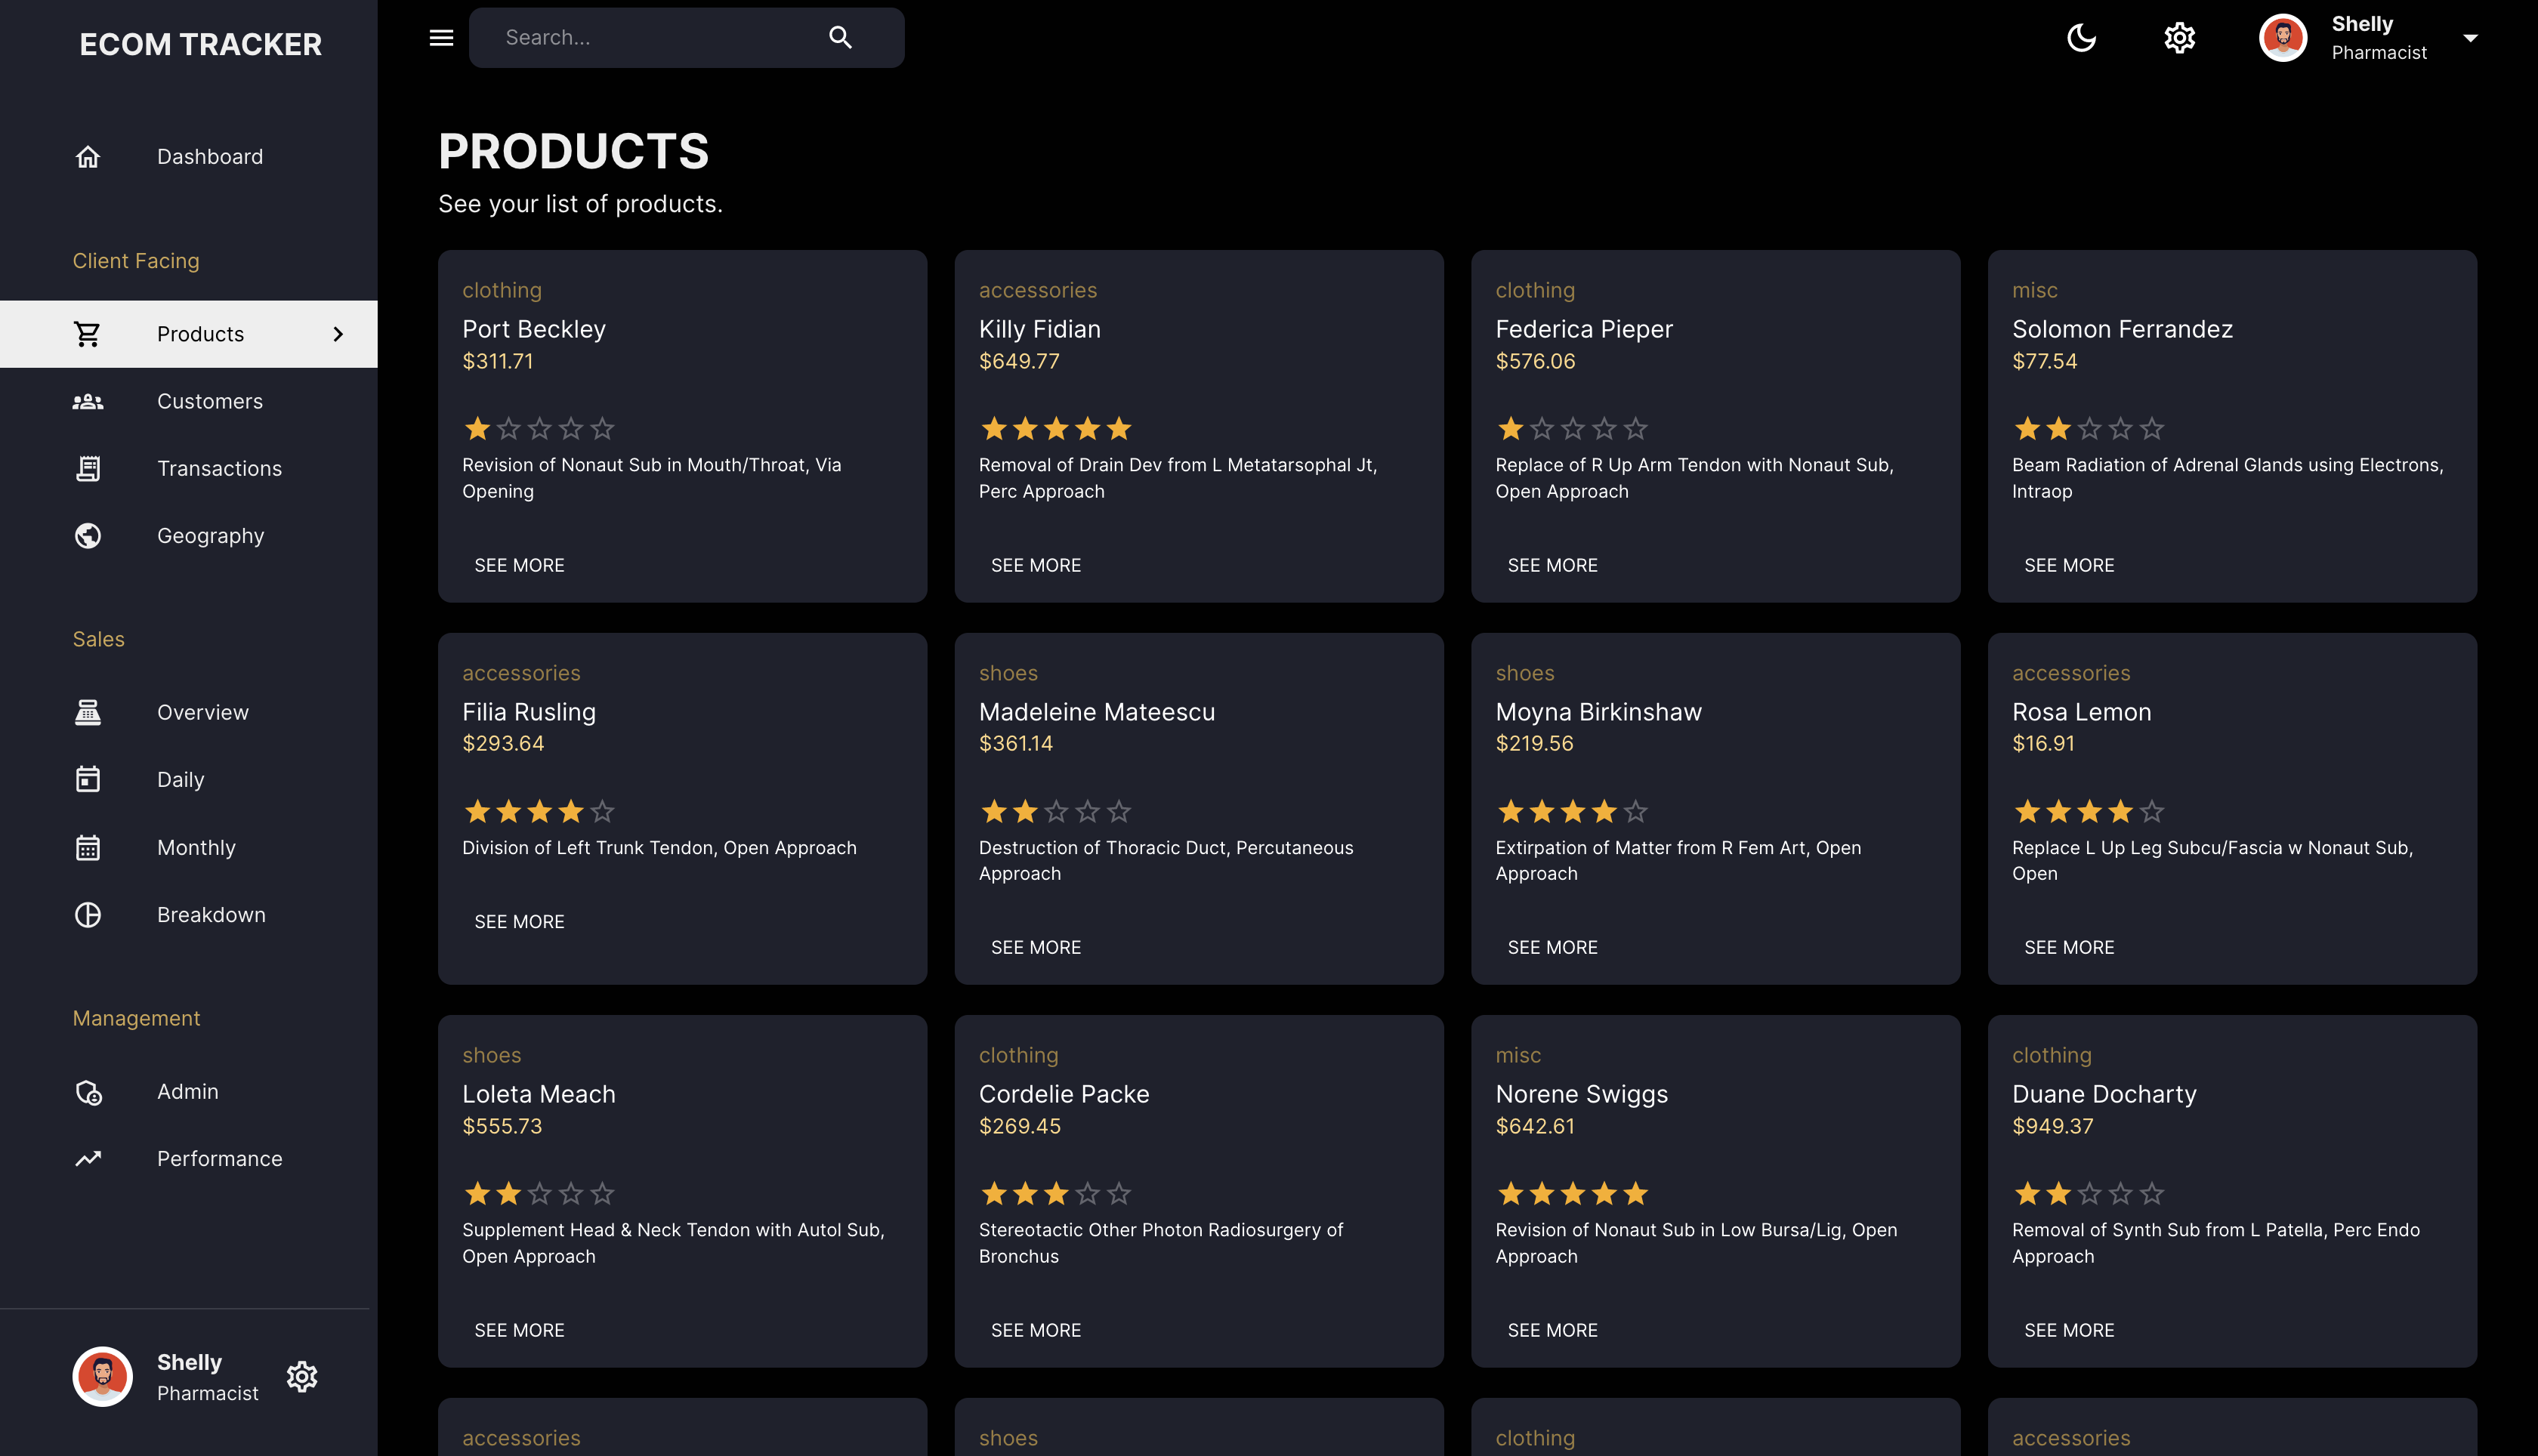 ECOM TRACKER
Dashboard
Client Facing
Products
Customers
Transactions
Geography
Sales
Overview
Daily
Monthly
Breakdown
Management
Admin
Performance
Shelly
Pharmacist
Search...
Shelly
Pharmacist
PRODUCTS
See your list of products.
clothing
Port Beckley
$311.71
Revision of Nonaut Sub in Mouth/Throat, Via
Opening
SEE MORE
accessories
Killy Fidian
$649.77
Removal of Drain Dev from L Metatarsophal Jt,
Perc Approach
SEE MORE
clothing
Federica Pieper
$576.06
Replace of R Up Arm Tendon with Nonaut Sub,
Open Approach
SEE MORE
misc
Solomon Ferrandez
$77.54
Beam Radiation of Adrenal Glands using Electrons,
Intraop
SEE MORE
accessories
Filia Rusling
$293.64
Division of Left Trunk Tendon, Open Approach
SEE MORE
shoes
Madeleine Mateescu
$361.14
Destruction of Thoracic Duct, Percutaneous
Approach
SEE MORE
shoes
Moyna Birkinshaw
$219.56
Extirpation of Matter from R Fem Art, Open
Approach
SEE MORE
accessories
Rosa Lemon
$16.91
Replace L Up Leg Subcu/Fascia w Nonaut Sub,
Open
SEE MORE
shoes
Loleta Meach
$555.73
Supplement Head & Neck Tendon with Autol Sub,
Open Approach
SEE MORE
clothing
Cordelie Packe
$269.45
Stereotactic Other Photon Radiosurgery of
Bronchus
SEE MORE
misc
Norene Swiggs
$642.61
Revision of Nonaut Sub in Low Bursa/Lig, Open
Approach
SEE MORE
clothing
Duane Docharty
$949.37
Removal of Synth Sub from L Patella, Perc Endo
Approach
SEE MORE
accessories
shoes
clothing
accessories